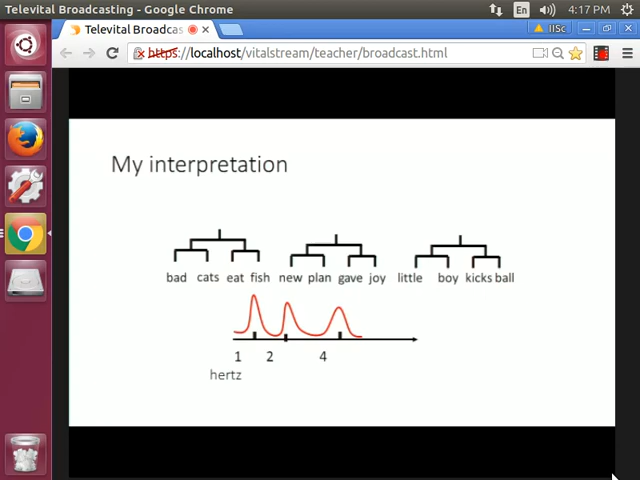 Televital Broadcasting - Google Chrome
En
4:17 PM
Televital Broadcas
IISc
https://localhost/vitalstream/teacher/broadcast.html
My interpretation
bad cats eat fish new plan gave joy little boy kicks ball
1 2 4
hertz